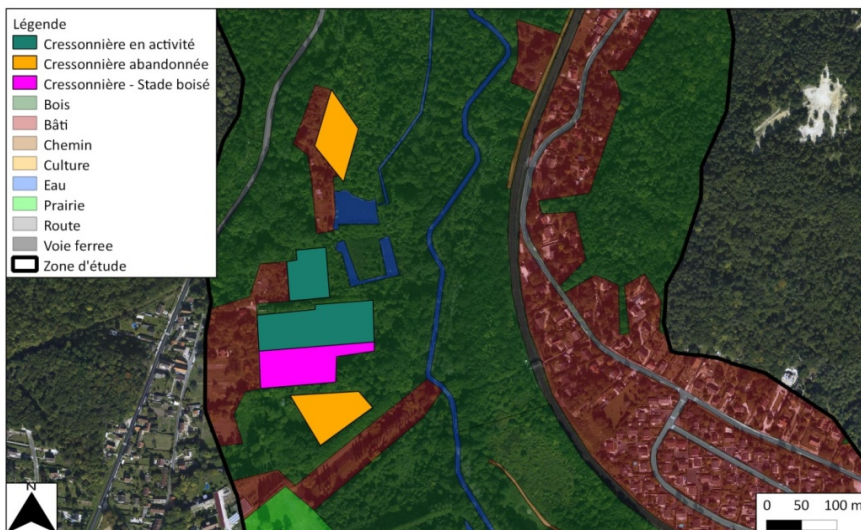 Légende
Cressonnière en activité
Cressonnière abandonnée
Cressonnière - Stade boisé
Bois
Bâti
Chemin
Culture
Eau
Prairie
Route
Voie ferree
Zone d'étude
N
0 50 100 m